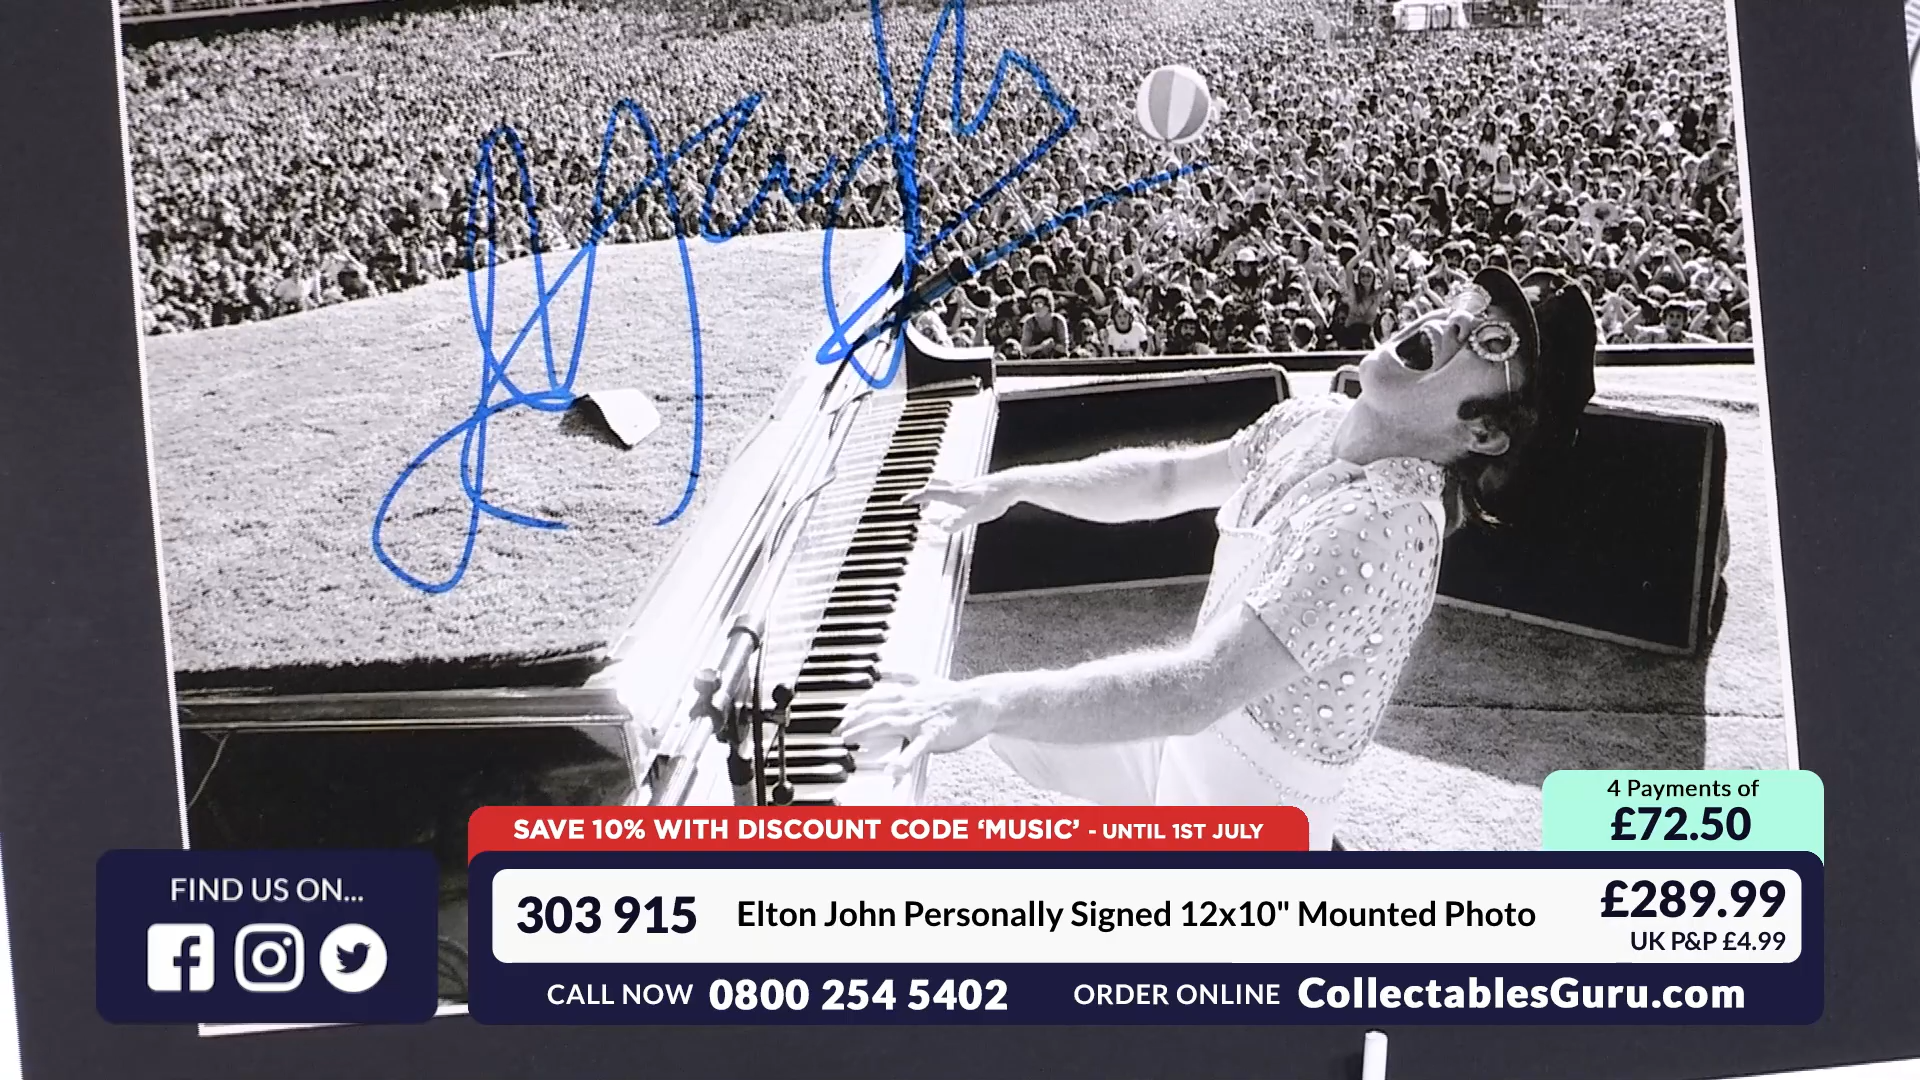 SAVE 10% WITH DISCOUNT CODE ‘MUSIC’ - UNTIL 1ST JULY
4 Payments of
£72.50
FIND US ON...
303 915 Elton John Personally Signed 12x10" Mounted Photo £289.99
UK P&P £4.99
CALL NOW 0800 254 5402 ORDER ONLINE CollectablesGuru.com